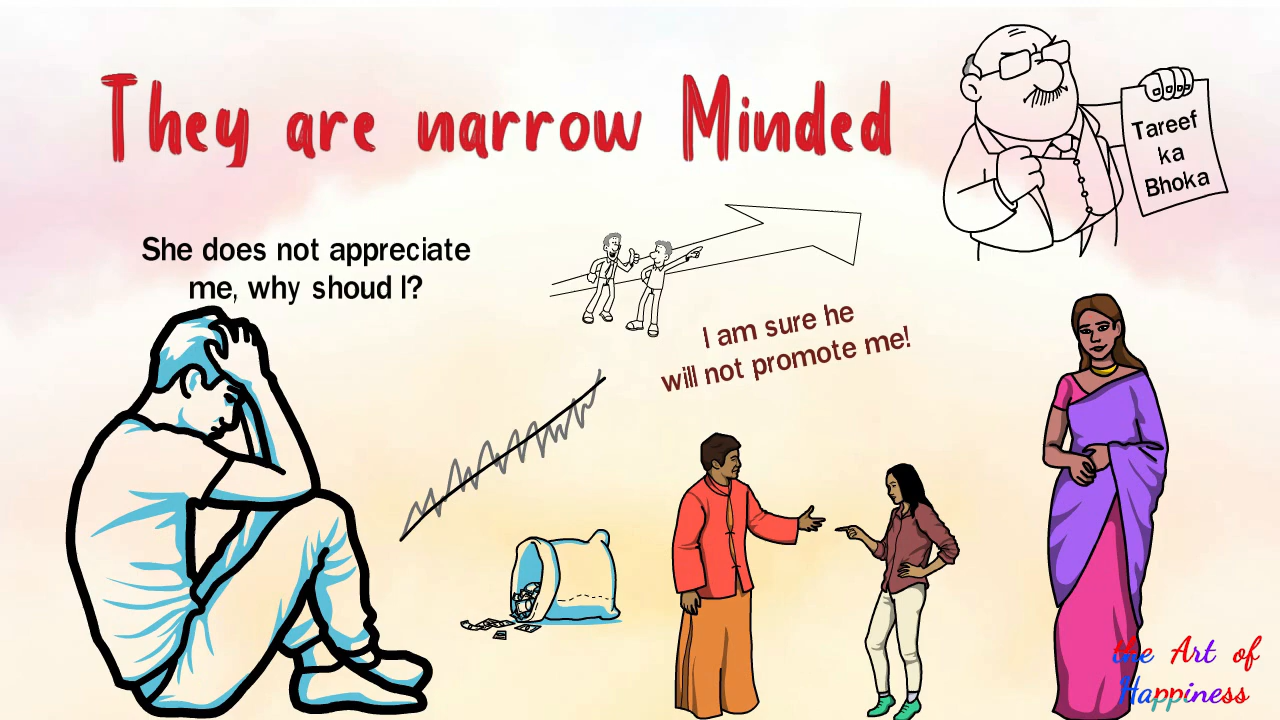 They are narrow Minded
Tareef
ka
Bhoka
She does not appreciate
me, why shoud I?
I am sure he
will not promote me!
the Art of
Happiness